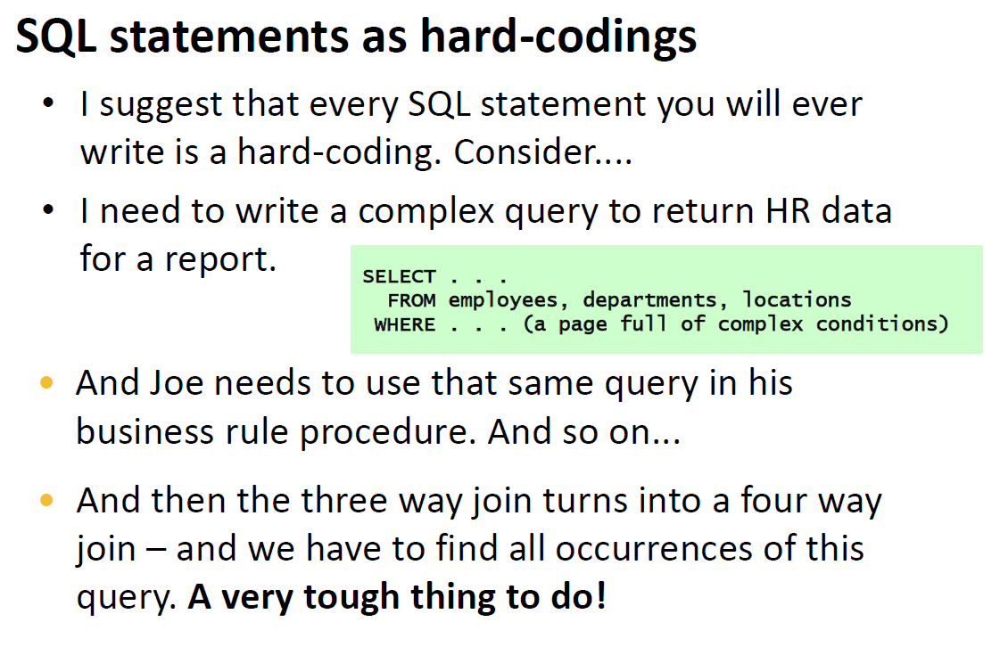 SQL statements as hard-codings
• I suggest that every SQL statement you will ever
write is a hard-coding. Consider....
• I need to write a complex query to return HR data
for a report.
SELECT . . .
FROM employees, departments, locations
WHERE . . . (a page full of complex conditions)
• And Joe needs to use that same query in his
business rule procedure. And so on...
• And then the three way join turns into a four way
join – and we have to find all occurrences of this
query. A very tough thing to do!